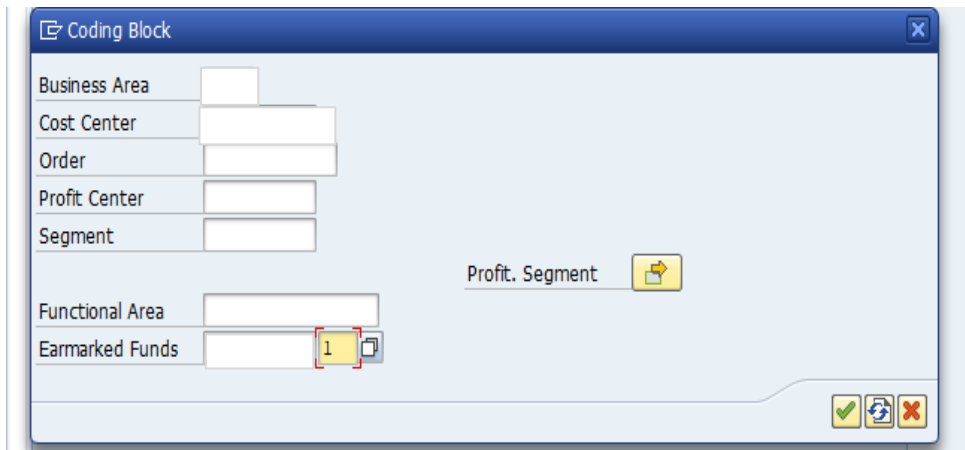 Coding Block
Business Area
Cost Center
Order
Profit Center
Segment
Profit. Segment
Functional Area
Earmarked Funds 1